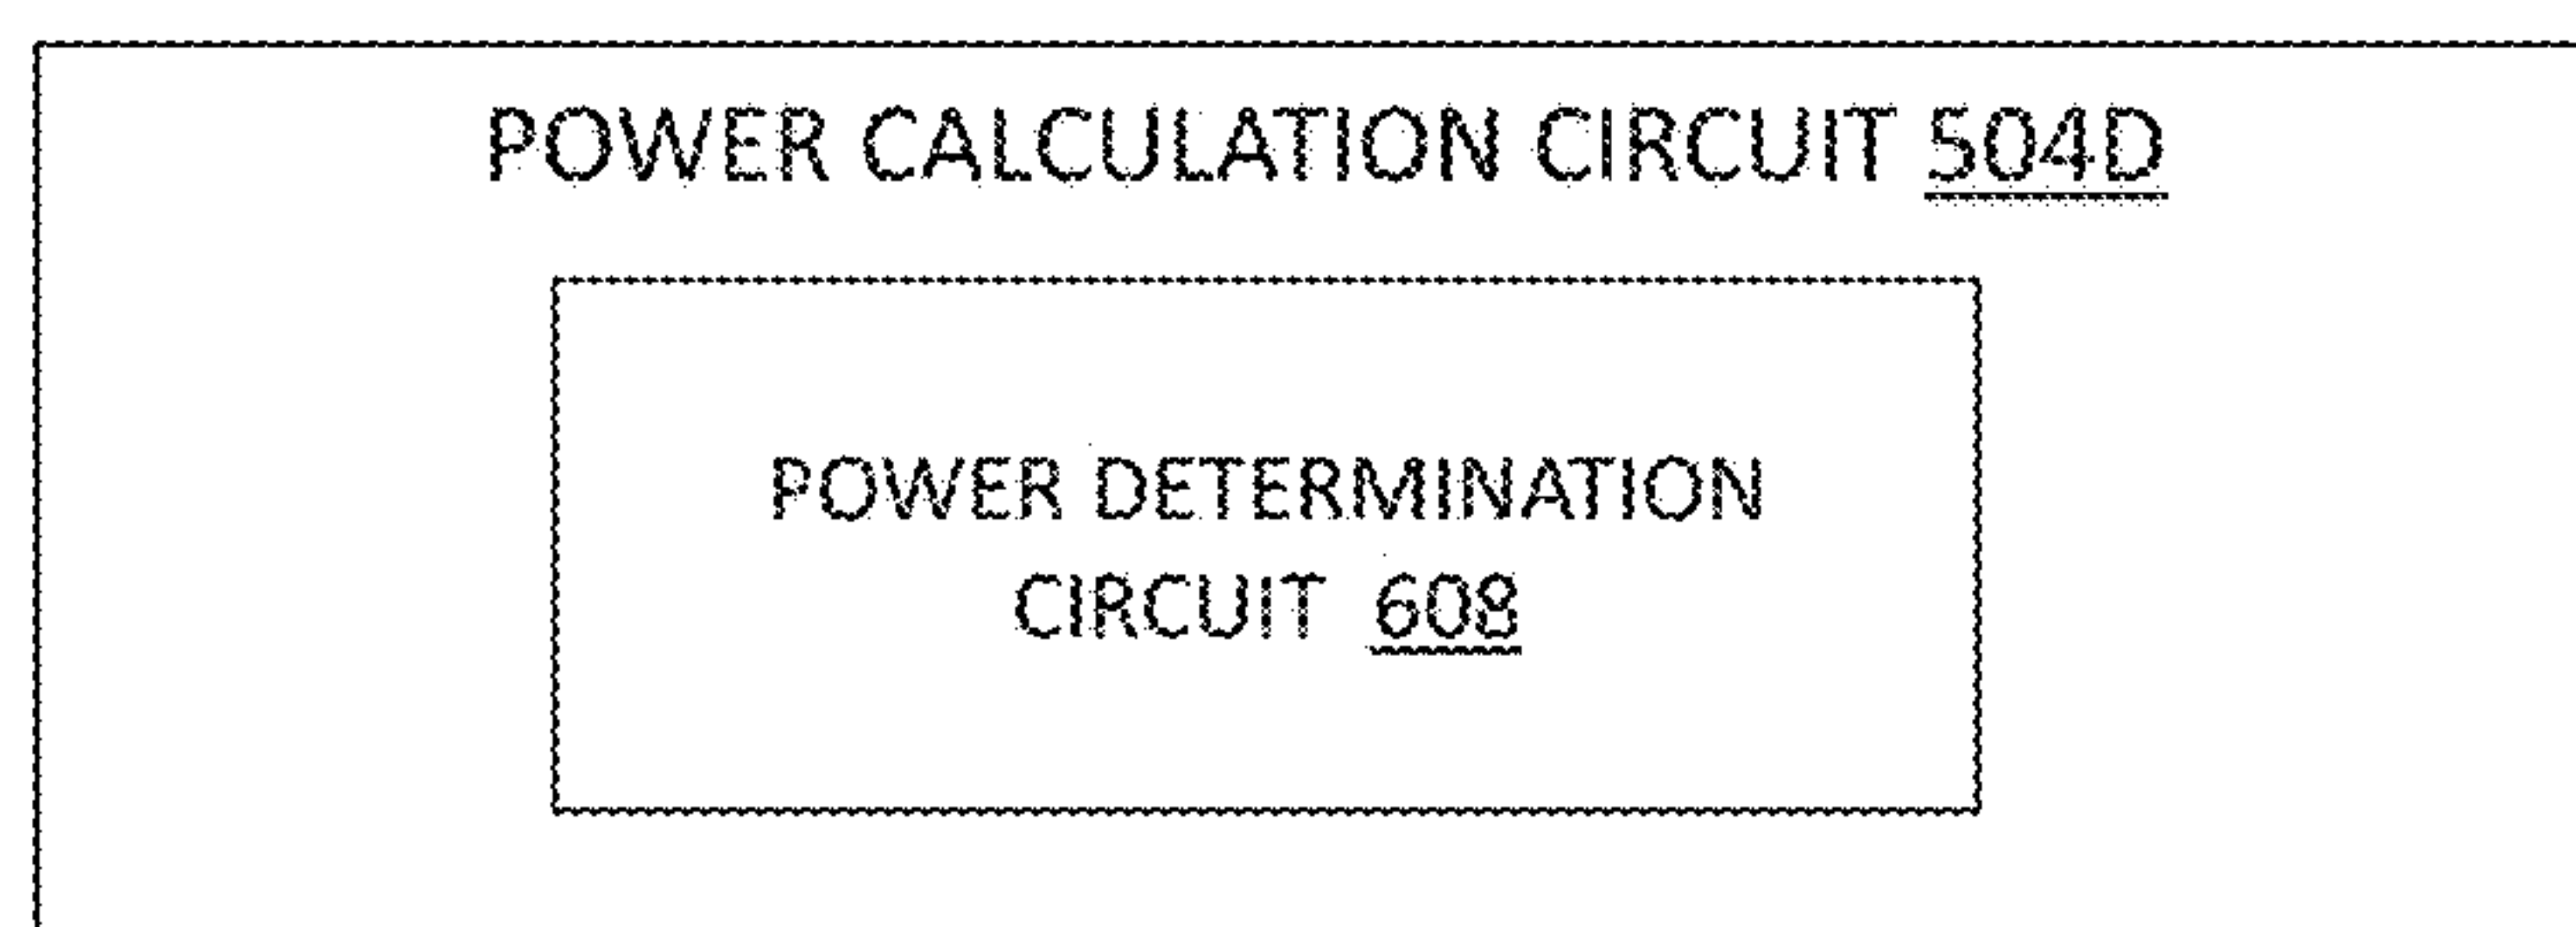 POWER CALCULATION CIRCUIT 504D
POWER DETERMINATION
CIRCUIT 608